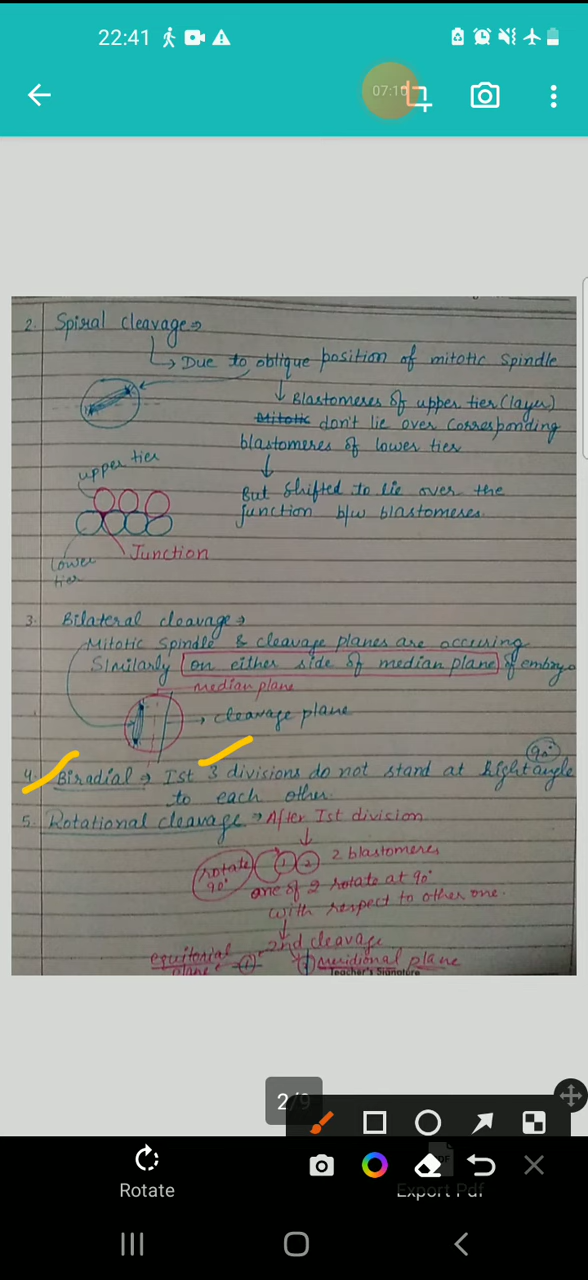 22:41
07:10
2. Spiral cleavage⇒
↳ Due to oblique position of mitotic spindle
↓ Blastomeres of upper tier (layer)
Mitotic don't lie over corresponding
blastomeres of lower tier
↓
But shifted to lie over the
junction b/w blastomeres.
upper tier
Junction
Lower
tier
3. Bilateral cleavage→
Mitotic Spindle & cleavage planes are occuring
Similarly on either side of median plane of embryo
median plane
→ cleavage plane
90°
4. Biradial → Ist 3 divisions do not stand at Right angle
to each other.
5. Rotational cleavage → After Ist division
↓
rotate 90° 1 2 2 blastomeres
one of 2 rotate at 90°
with respect to other one.
↓
2nd cleavage
equitorial plane ← 1 2 meridional plane
Teacher's Signature
2/9
Rotate
Export Pdf